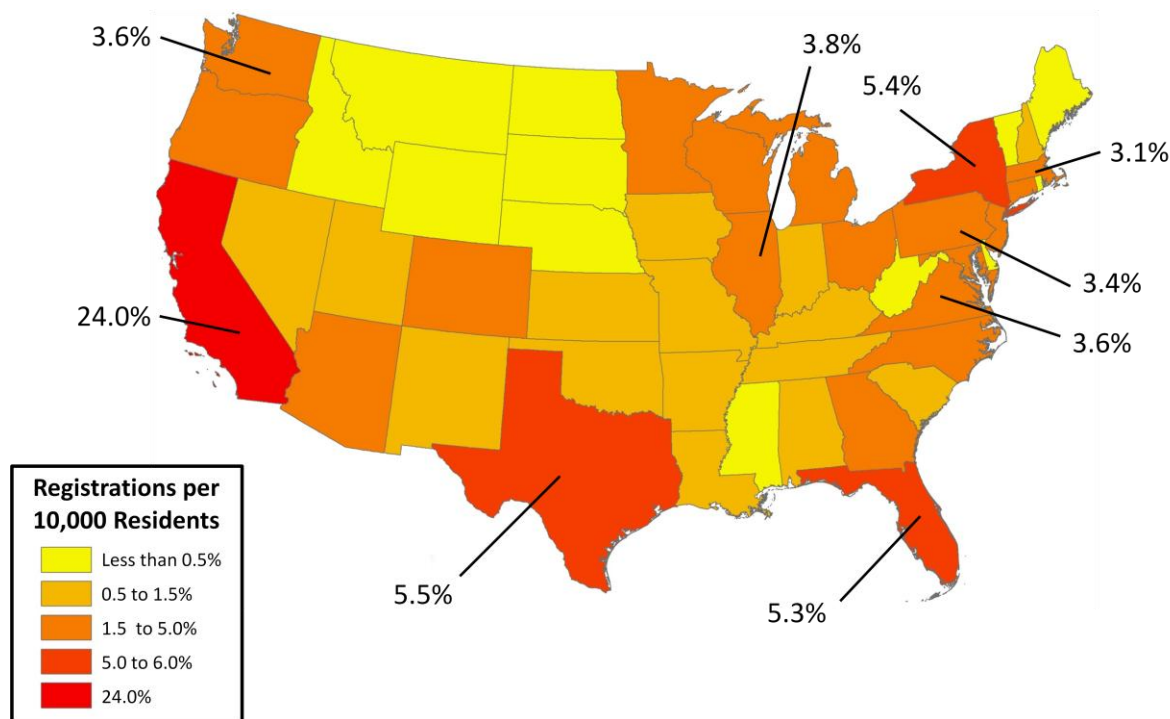 3.6%
3.8%
5.4%
3.1%
3.4%
3.6%
24.0%
5.5%
5.3%
Registrations per
10,000 Residents
Less than 0.5%
0.5 to 1.5%
1.5 to 5.0%
5.0 to 6.0%
24.0%